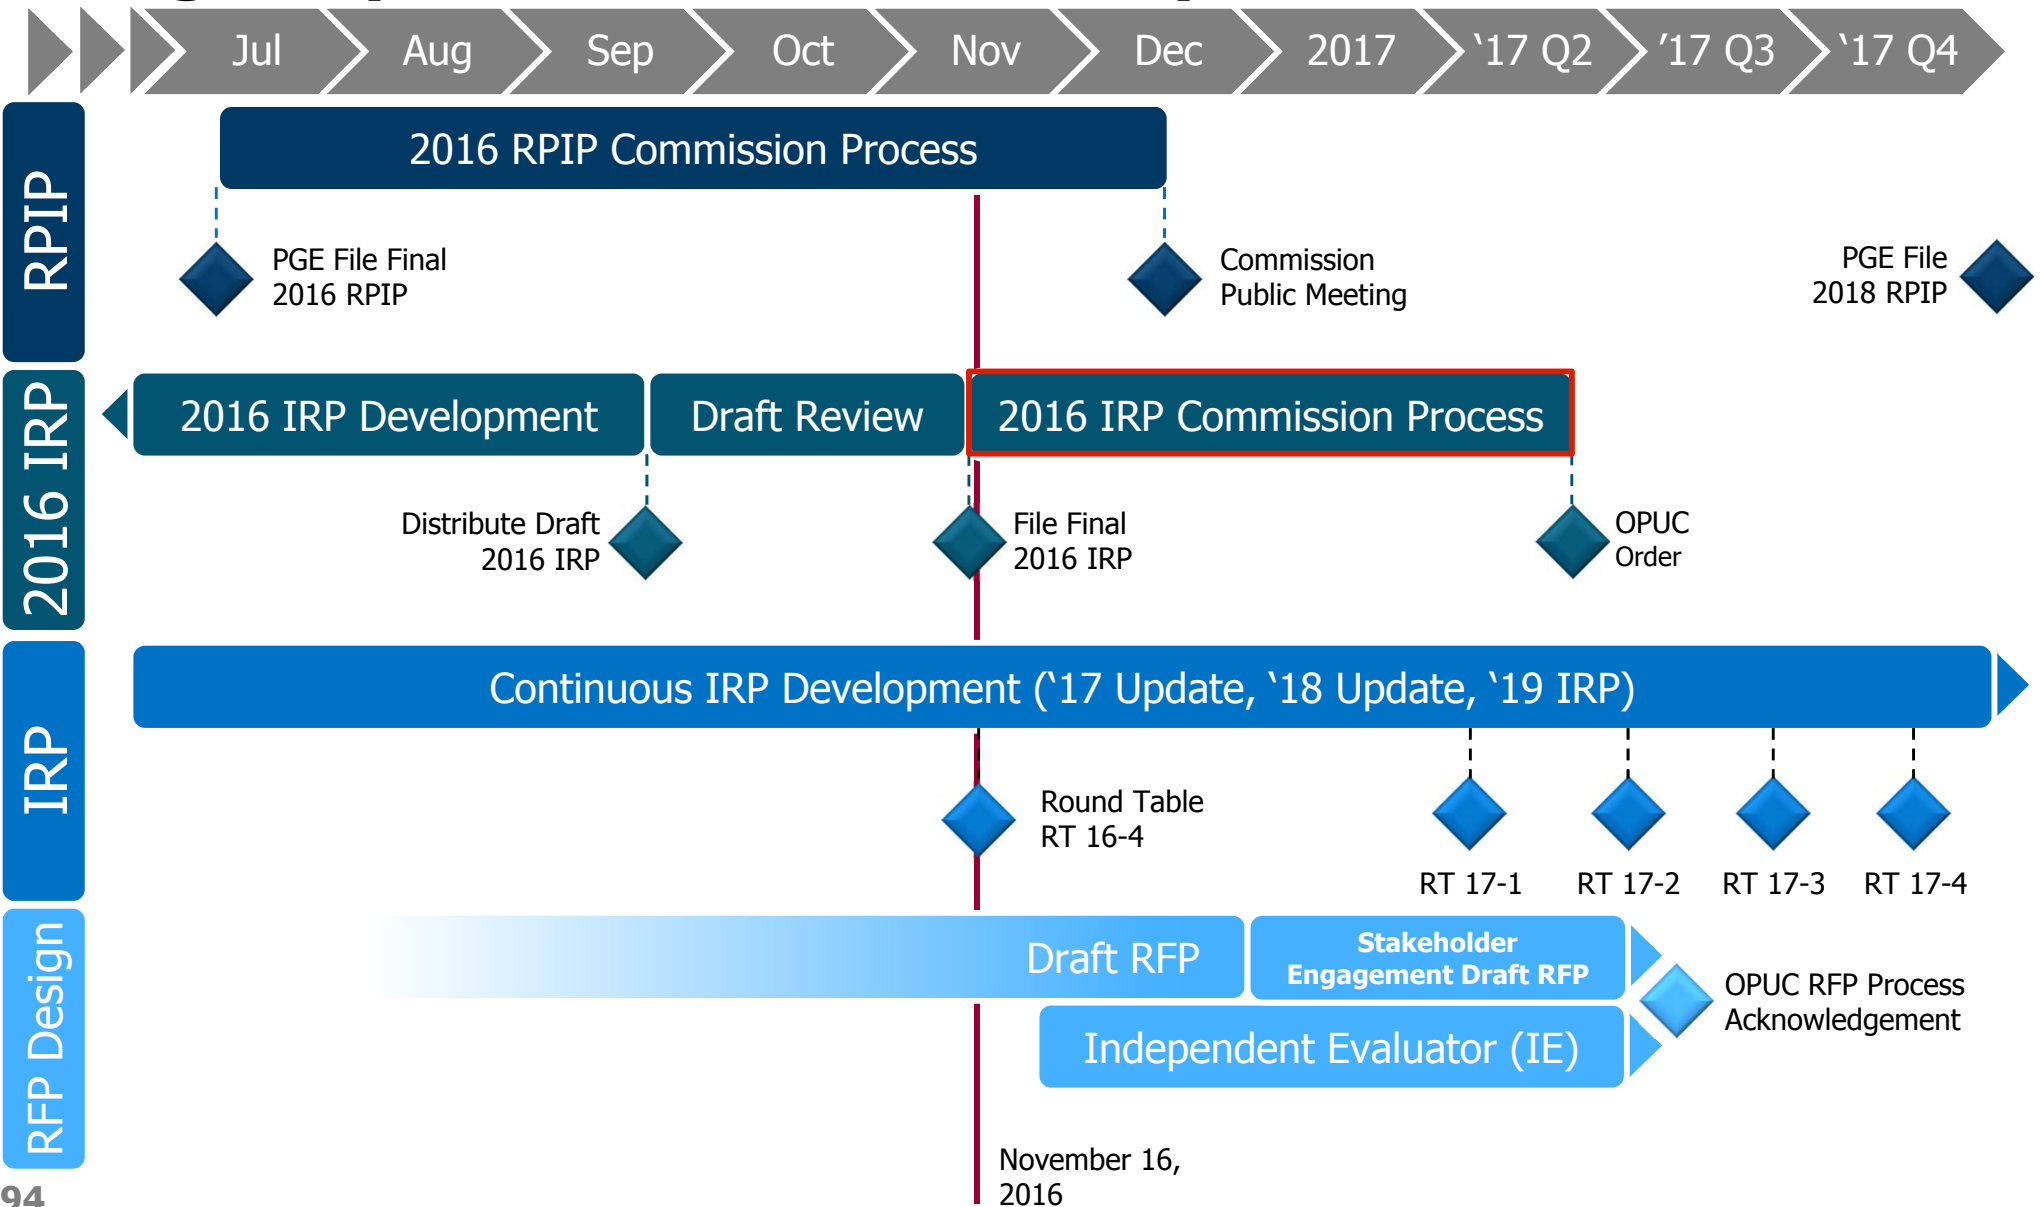 Jul
Aug
Sep
Oct
Nov
Dec
2017
‘17 Q2
’17 Q3
‘17 Q4
RPIP
2016 RPIP Commission Process
PGE File Final
2016 RPIP
Commission
Public Meeting
PGE File
2018 RPIP
2016 IRP
2016 IRP Development
Draft Review
2016 IRP Commission Process
Distribute Draft
2016 IRP
File Final
2016 IRP
OPUC
Order
IRP
Continuous IRP Development (‘17 Update, ‘18 Update, ‘19 IRP)
Round Table
RT 16-4
RT 17-1
RT 17-2
RT 17-3
RT 17-4
RFP Design
Draft RFP
Stakeholder
Engagement Draft RFP
OPUC RFP Process
Acknowledgement
Independent Evaluator (IE)
November 16,
2016
94